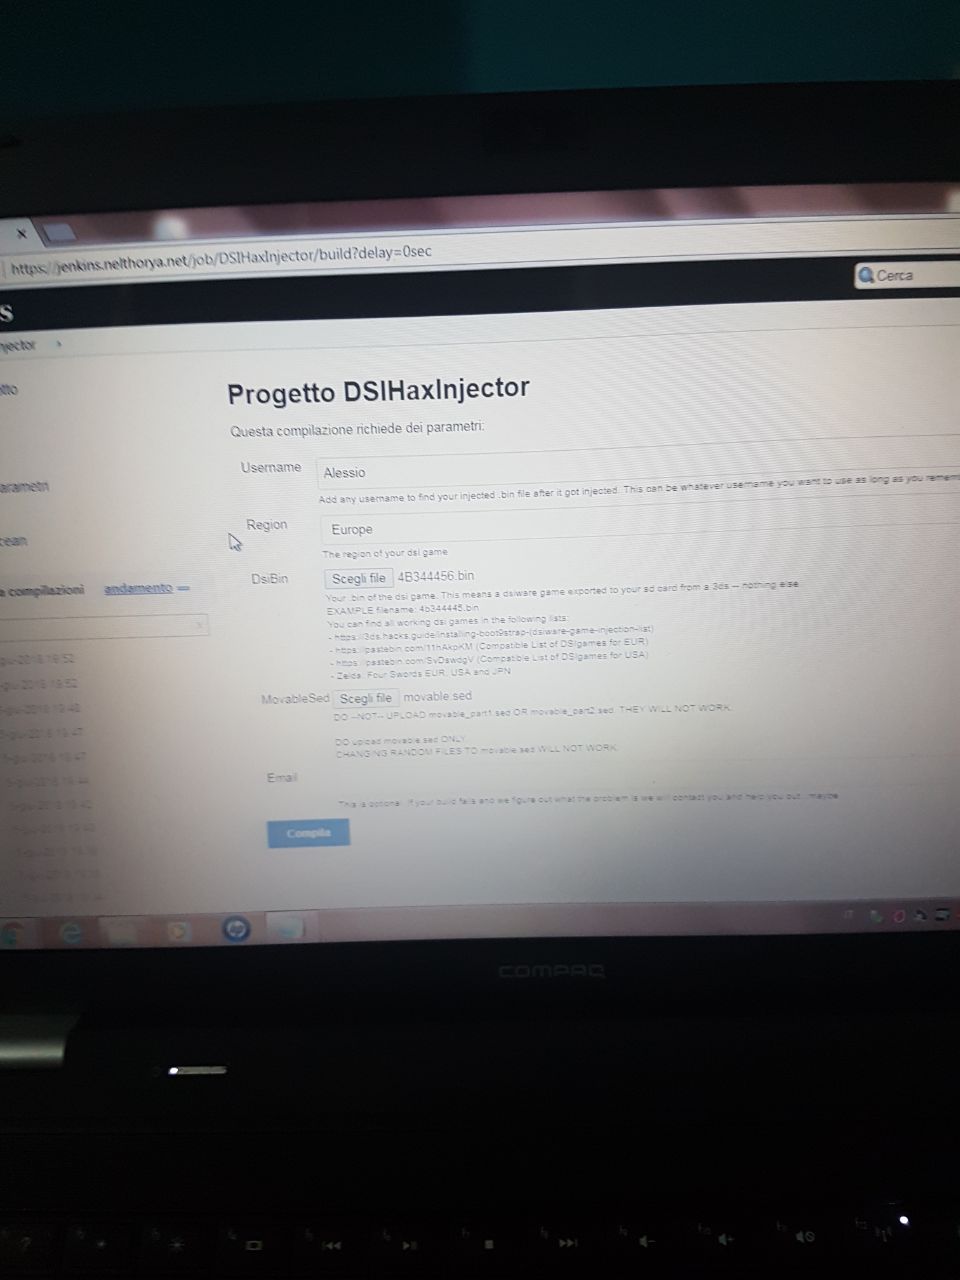 https://jenkins.nelthorya.net/job/DSIHaxInjector/build?delay=0sec
S
Cerca
njector
Progetto DSIHaxInjector
Questa compilazione richiede dei parametri:
Username
Alessio
Add any username to find your injected .bin file after it got injected. This can be whatever username you want to use as long as you rememb
arametri
Region
Europe
The region of your dsi game
cean
DsiBin
Scegli file 4B344456.bin
Your .bin of the dsi game. This means a dsiware game exported to your sd card from a 3ds -- nothing else.
a compilazioni andamento
EXAMPLE filename: 4b344445.bin
You can find all working dsi games in the following lists:
- https://3ds.hacks.guide/installing-boot9strap-(dsiware-game-injection-list)
- https://pastebin.com/11hAkpKM (Compatible List of DSIgames for EUR)
- https://pastebin.com/SvDswdgV (Compatible List of DSIgames for USA)
- Zelda: Four Swords EUR, USA and JPN
MovableSed
Scegli file movable.sed
DO --NOT-- UPLOAD movable_part1.sed OR movable_part2.sed. THEY WILL NOT WORK.
DO upload movable.sed ONLY.
CHANGING RANDOM FILES TO movable.sed WILL NOT WORK.
Email
This is optional. If your build fails and we figure out what the problem is we will contact you and help you out...maybe
Compila
COMPAQ